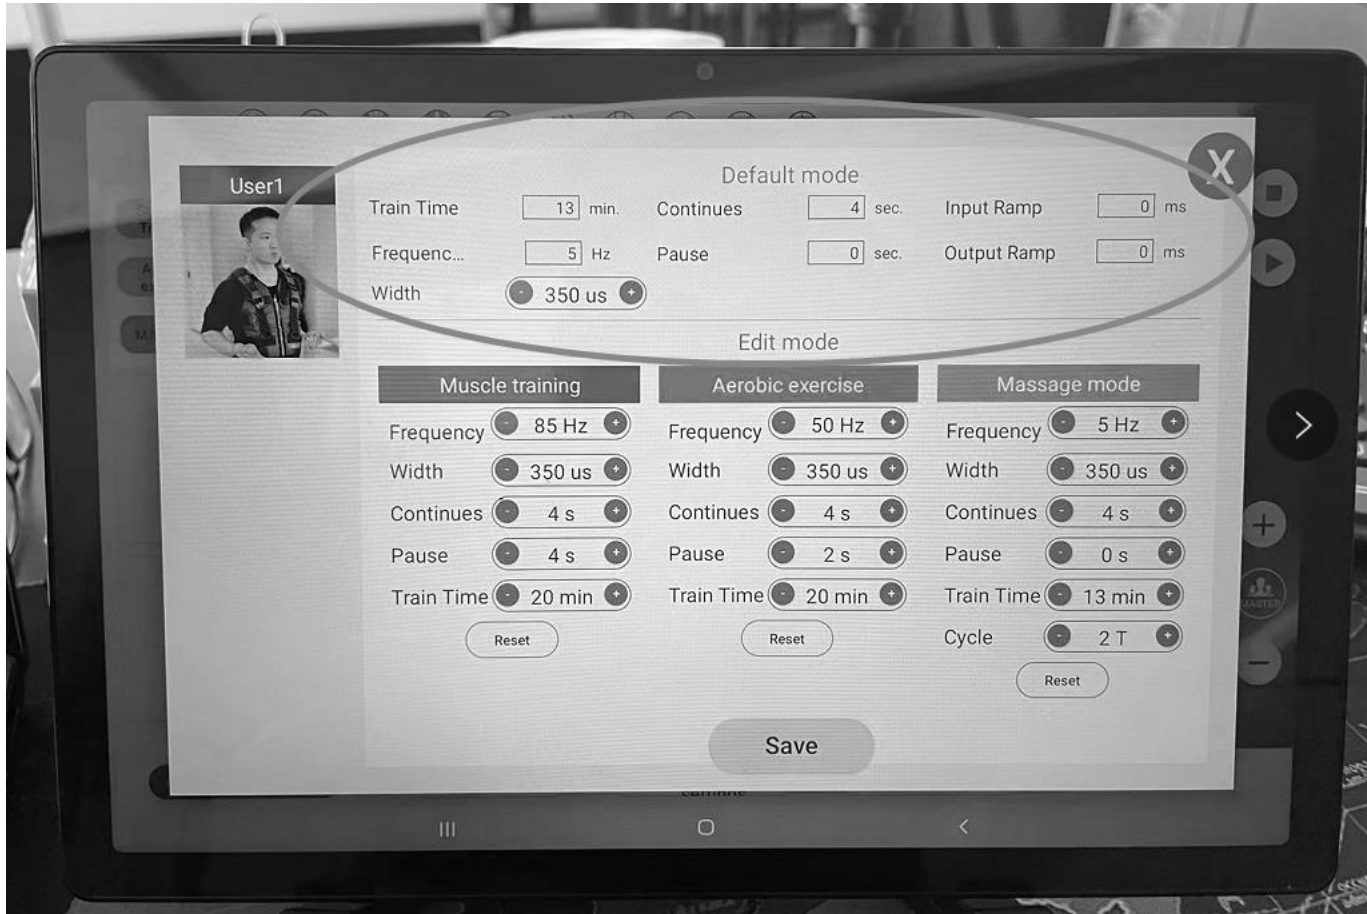 User1
Default mode
Train Time 13 min. Continues 4 sec. Input Ramp 0 ms
Frequenc... 5 Hz Pause 0 sec. Output Ramp 0 ms
Width - 350 us +
Edit mode
Muscle training Aerobic exercise Massage mode
Frequency - 85 Hz + Frequency - 50 Hz + Frequency - 5 Hz +
Width - 350 us + Width - 350 us + Width - 350 us +
Continues - 4 s + Continues - 4 s + Continues - 4 s +
Pause - 4 s + Pause - 2 s + Pause - 0 s +
Train Time - 20 min + Train Time - 20 min + Train Time - 13 min +
Cycle - 2 T +
Reset Reset
Reset
Save
X
MASTER